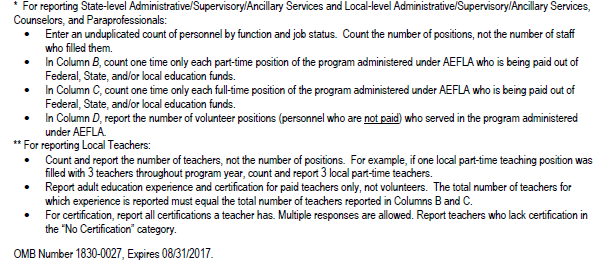 * For reporting State-level Administrative/Supervisory/Ancillary Services and Local-level Administrative/Supervisory/Ancillary Services,
Counselors, and Paraprofessionals:
• Enter an unduplicated count of personnel by function and job status. Count the number of positions, not the number of staff
who filled them.
• In Column B, count one time only each part-time position of the program administered under AEFLA who is being paid out of
Federal, State, and/or local education funds.
• In Column C, count one time only each full-time position of the program administered under AEFLA who is being paid out of
Federal, State, and/or local education funds.
• In Column D, report the number of volunteer positions (personnel who are not paid) who served in the program administered
under AEFLA.
** For reporting Local Teachers:
• Count and report the number of teachers, not the number of positions. For example, if one local part-time teaching position was
filled with 3 teachers throughout program year, count and report 3 local part-time teachers.
• Report adult education experience and certification for paid teachers only, not volunteers. The total number of teachers for
which experience is reported must equal the total number of teachers reported in Columns B and C.
• For certification, report all certifications a teacher has. Multiple responses are allowed. Report teachers who lack certification in
the “No Certification” category.
OMB Number 1830-0027, Expires 08/31/2017.